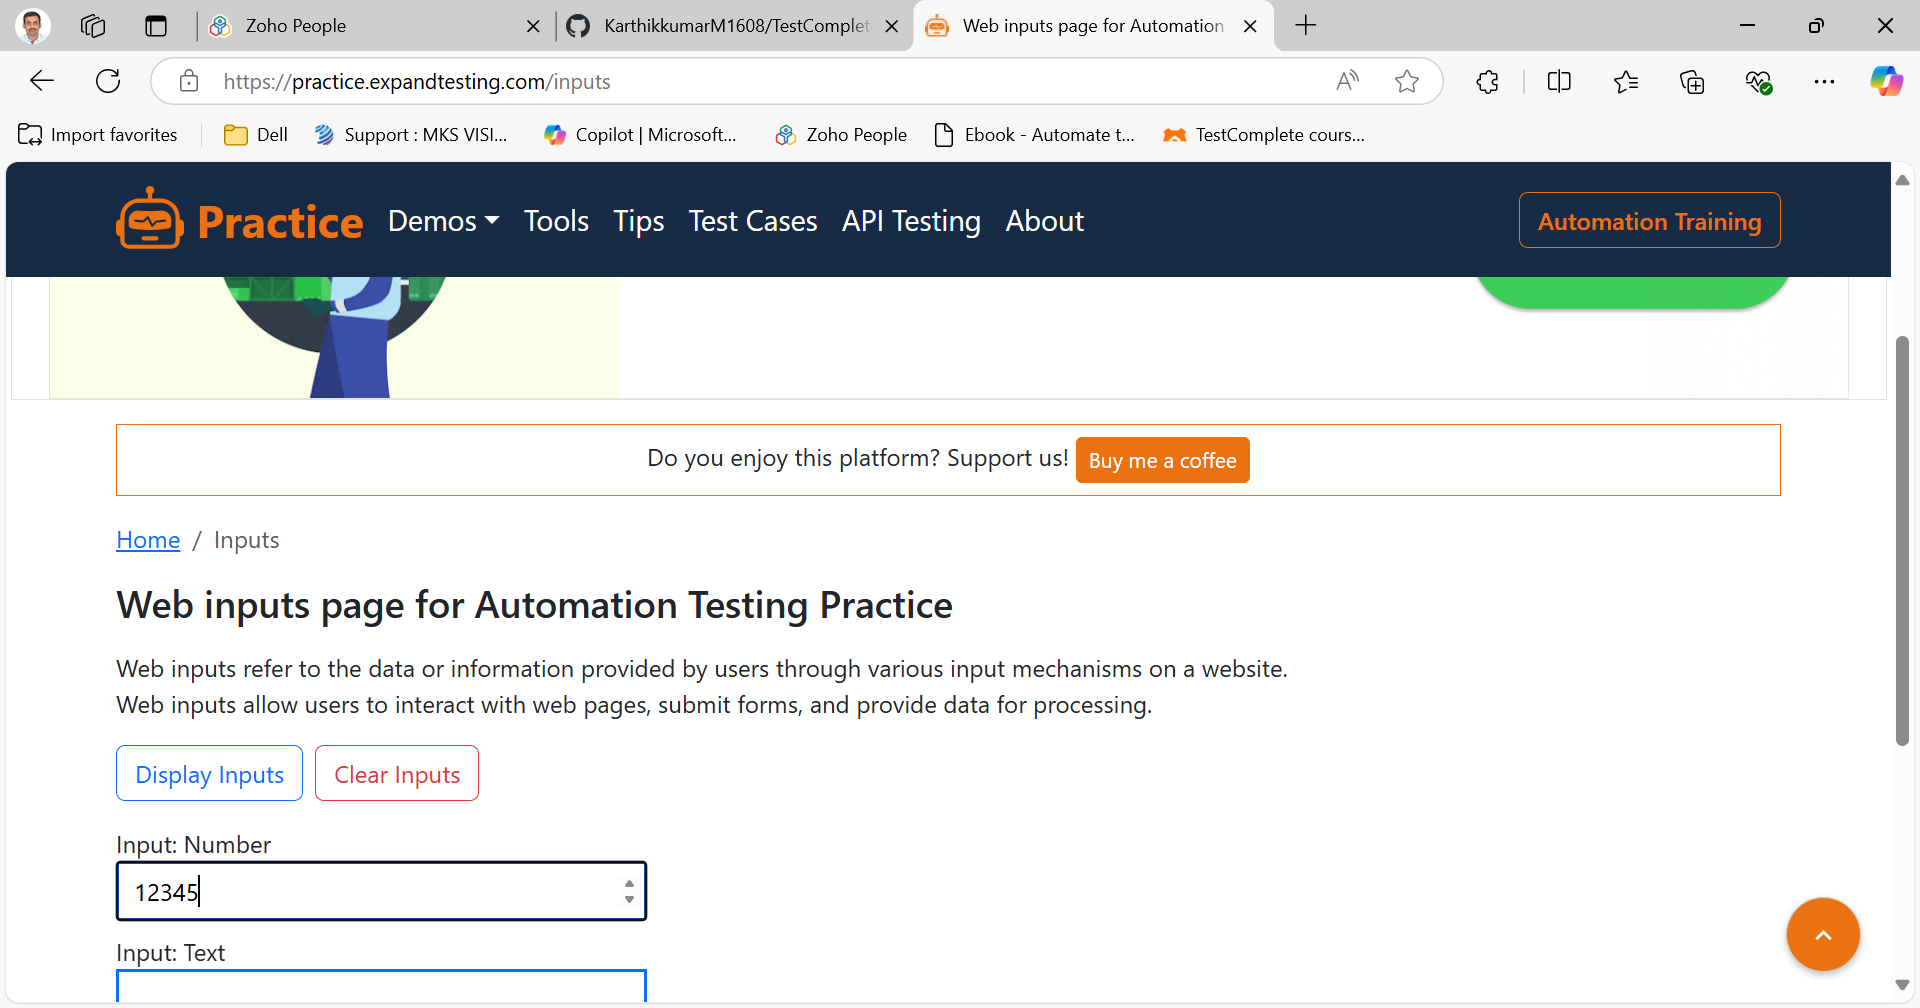 Zoho People
KarthikkumarM1608/TestComplet
Web inputs page for Automation
https://practice.expandtesting.com/inputs
Import favorites
Dell
Support : MKS VISI...
Copilot | Microsoft...
Zoho People
Ebook - Automate t...
TestComplete cours...
Practice
Demos
Tools
Tips
Test Cases
API Testing
About
Automation Training
Do you enjoy this platform? Support us! Buy me a coffee
Home / Inputs
Web inputs page for Automation Testing Practice
Web inputs refer to the data or information provided by users through various input mechanisms on a website.
Web inputs allow users to interact with web pages, submit forms, and provide data for processing.
Display Inputs
Clear Inputs
Input: Number
12345
Input: Text